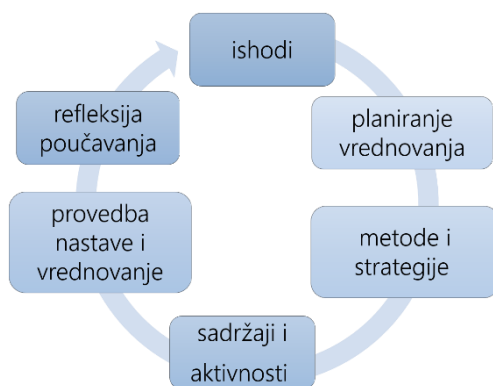 ishodi
planiranje
vrednovanja
metode i
strategije
sadržaji i
aktivnosti
provedba
nastave i
vrednovanje
refleksija
poučavanja